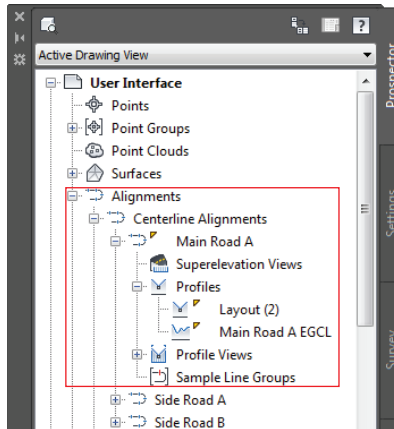 Active Drawing View
User Interface
Points
Point Groups
Point Clouds
Surfaces
Alignments
Centerline Alignments
Main Road A
Superelevation Views
Profiles
Layout (2)
Main Road A EGCL
Profile Views
Sample Line Groups
Side Road A
Side Road B
Prospector
Settings
Survey